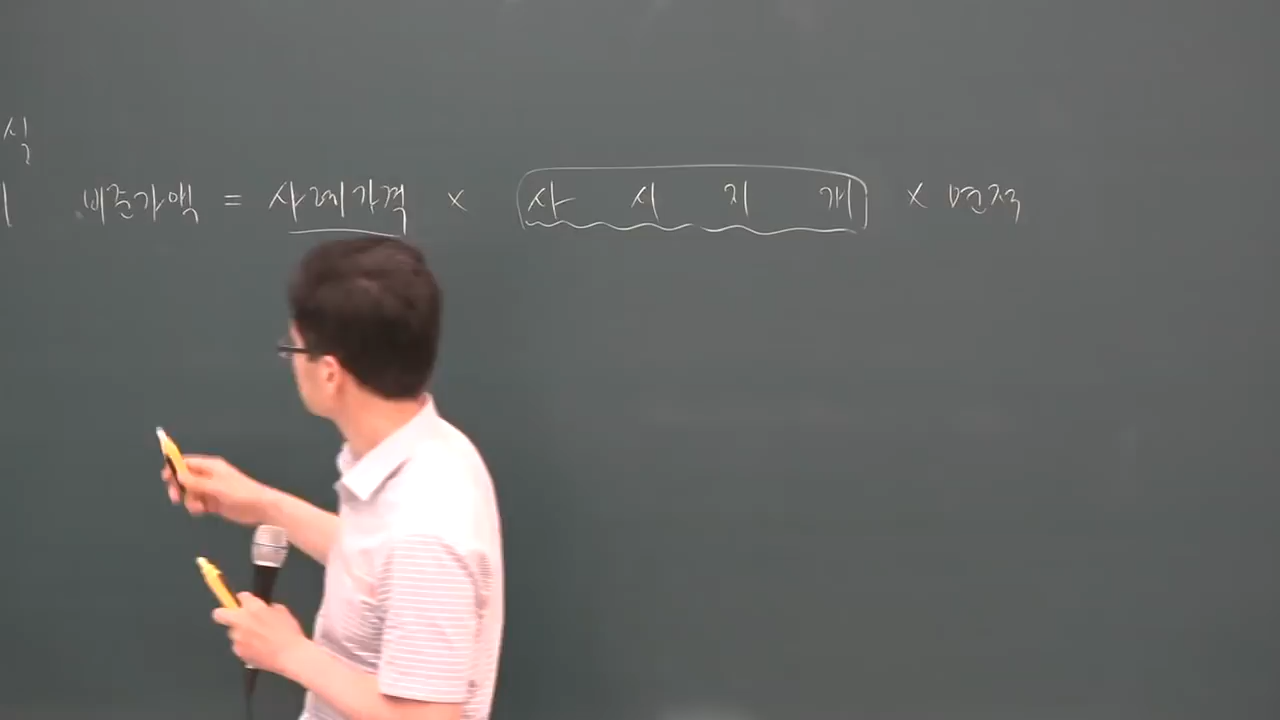 식
비준가액 = 사례가격 × 사 시 지 개 × 면적